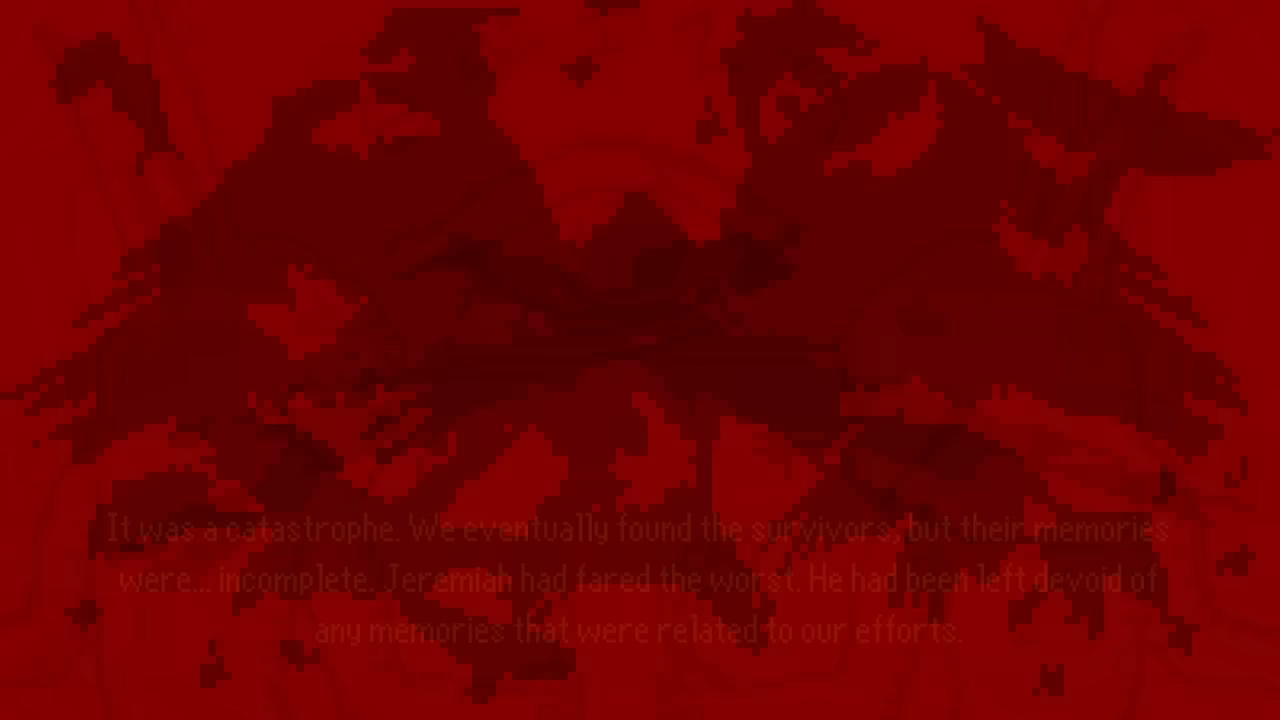 It was a catastrophe. We eventually found the survivors, but their memories
were... incomplete. Jeremiah had fared the worst. He had been left devoid of
any memories that were related to our efforts.